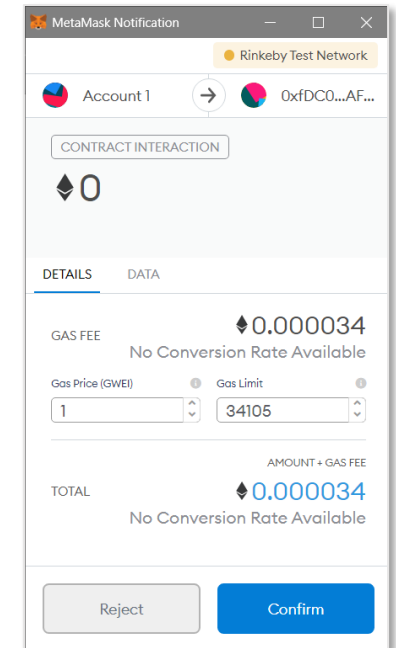 MetaMask Notification
Rinkeby Test Network
Account 1
0xfDC0...AF...
CONTRACT INTERACTION
0
DETAILS DATA
GAS FEE
0.000034
No Conversion Rate Available
Gas Price (GWEI) Gas Limit
1 34105
AMOUNT + GAS FEE
TOTAL
0.000034
No Conversion Rate Available
Reject Confirm